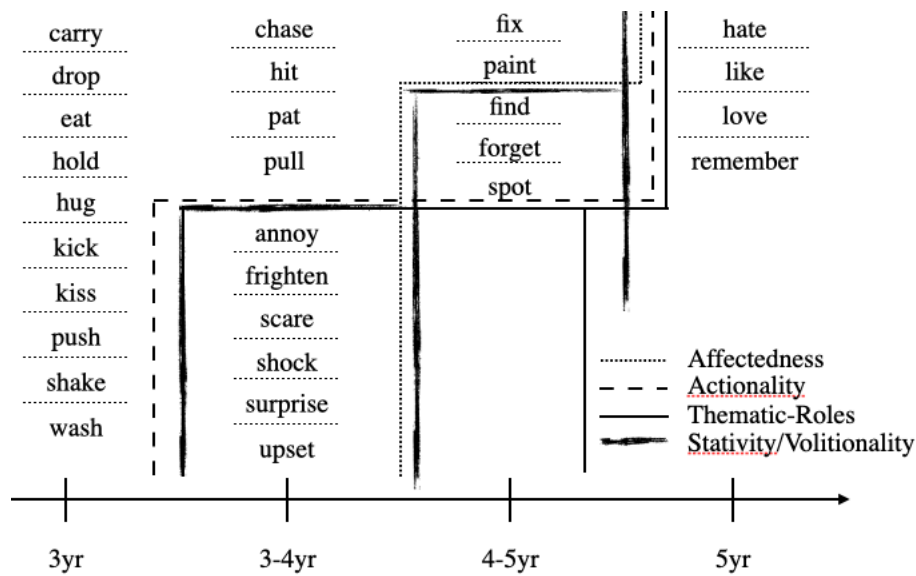 carry
drop
eat
hold
hug
kick
kiss
push
shake
wash
chase
hit
pat
pull
annoy
frighten
scare
shock
surprise
upset
fix
paint
find
forget
spot
hate
like
love
remember
Affectedness
Actionality
Thematic-Roles
Stativity/Volitionality
3yr
3-4yr
4-5yr
5yr